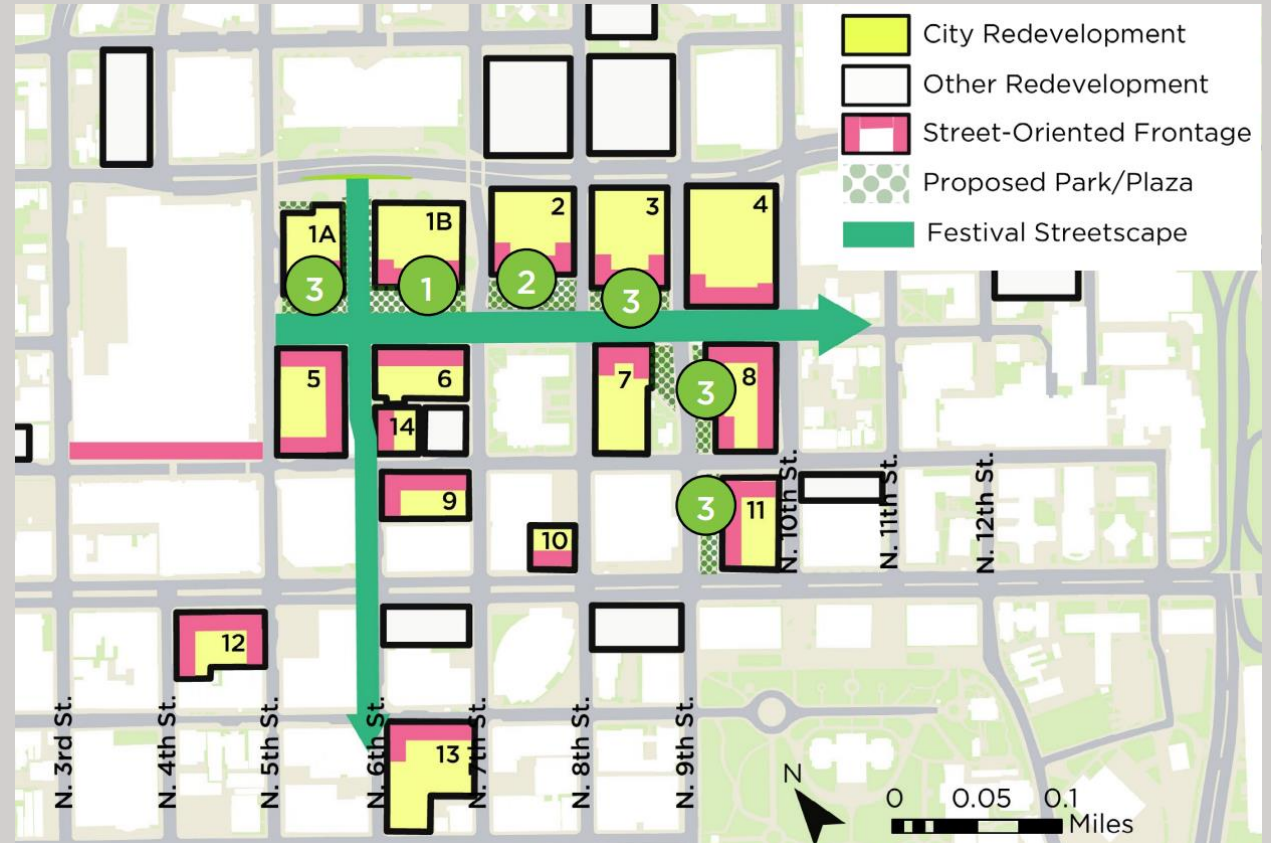 City Redevelopment
Other Redevelopment
Street-Oriented Frontage
Proposed Park/Plaza
Festival Streetscape
1A
1B
2
3
4
3
1
2
3
5
6
7
3
8
14
9
3
11
10
12
13
N. 3rd St.
N. 4th St.
N. 5th St.
N. 6th St.
N. 7th St.
N. 8th St.
N. 9th St.
N. 10th St.
N. 11th St.
N. 12th St.
N
0 0.05 0.1
Miles